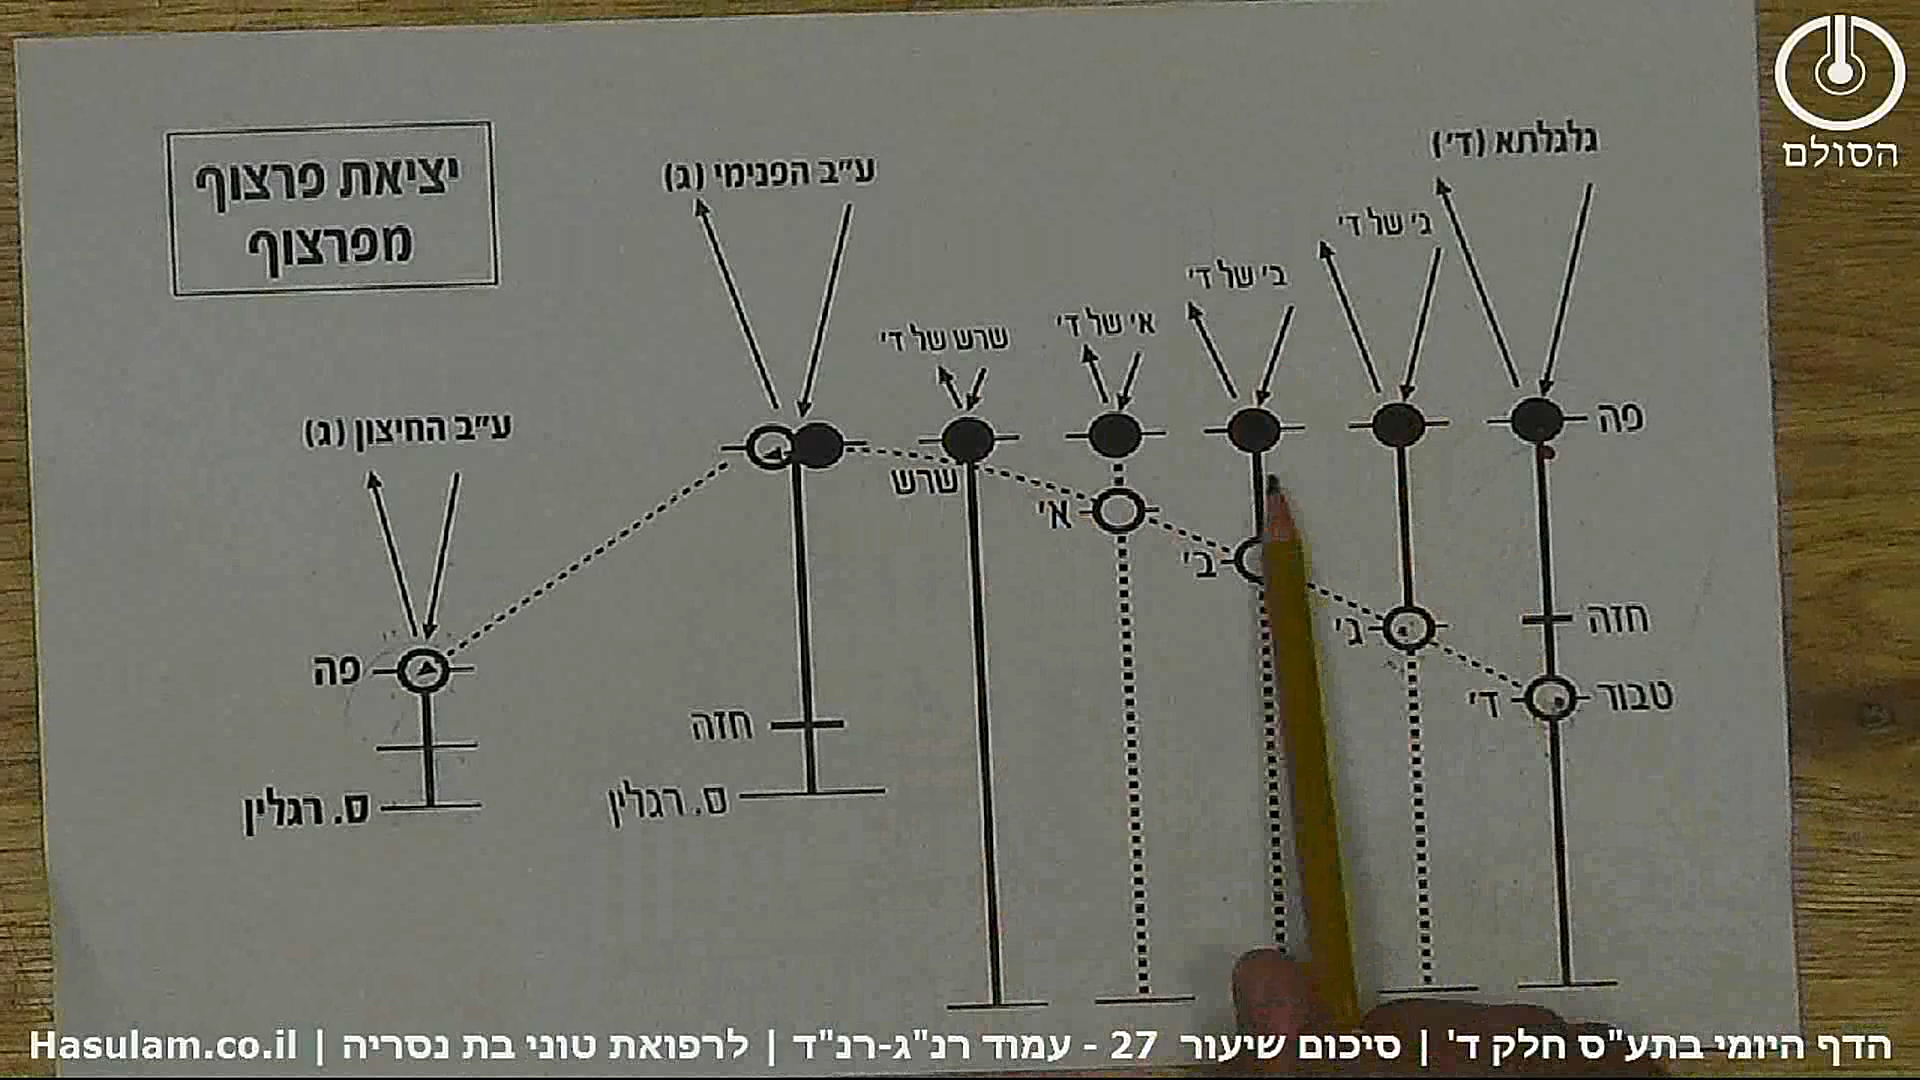 הסולם
יציאת פרצוף
מפרצוף
גלגלתא (ד')
ג' של ד'
ב' של ד'
א' של ד'
שרש של ד'
ע"ב הפנימי (ג)
ע"ב החיצון (ג)
פה
חזה
טבור
ד'
ג'
ב'
א'
שרש
חזה
ס. רגלין
פה
ס. רגלין
הדף היומי בתע"ס חלק ד' | סיכום שיעור 27 - עמוד רנ"ג-רנ"ד | לרפואת טוני בת נסריה | Hasulam.co.il